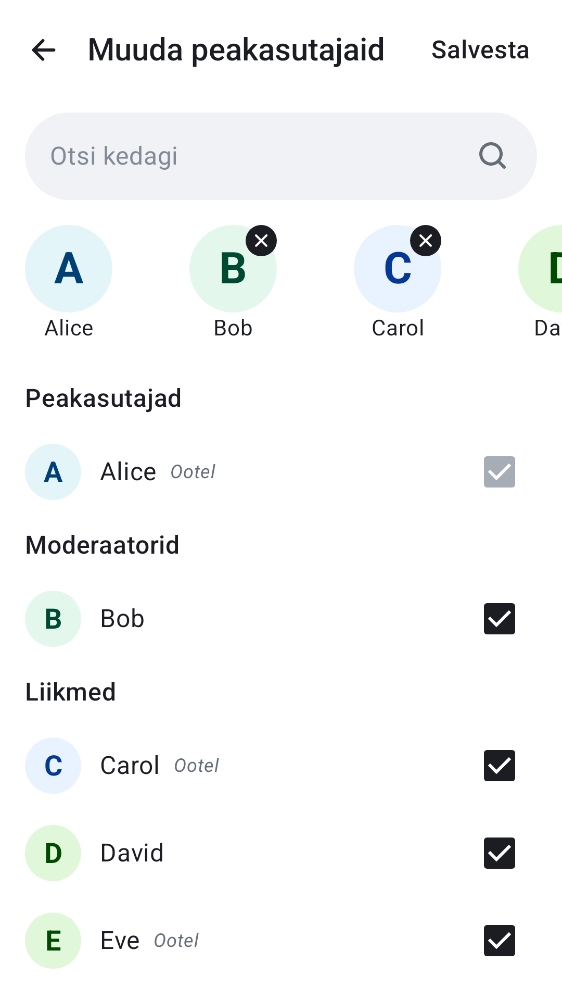 Muuda peakasutajaid Salvesta
Otsi kedagi
A B C D
Alice Bob Carol Da
Peakasutajad
A Alice Ootel
Moderaatorid
B Bob
Liikmed
C Carol Ootel
D David
E Eve Ootel